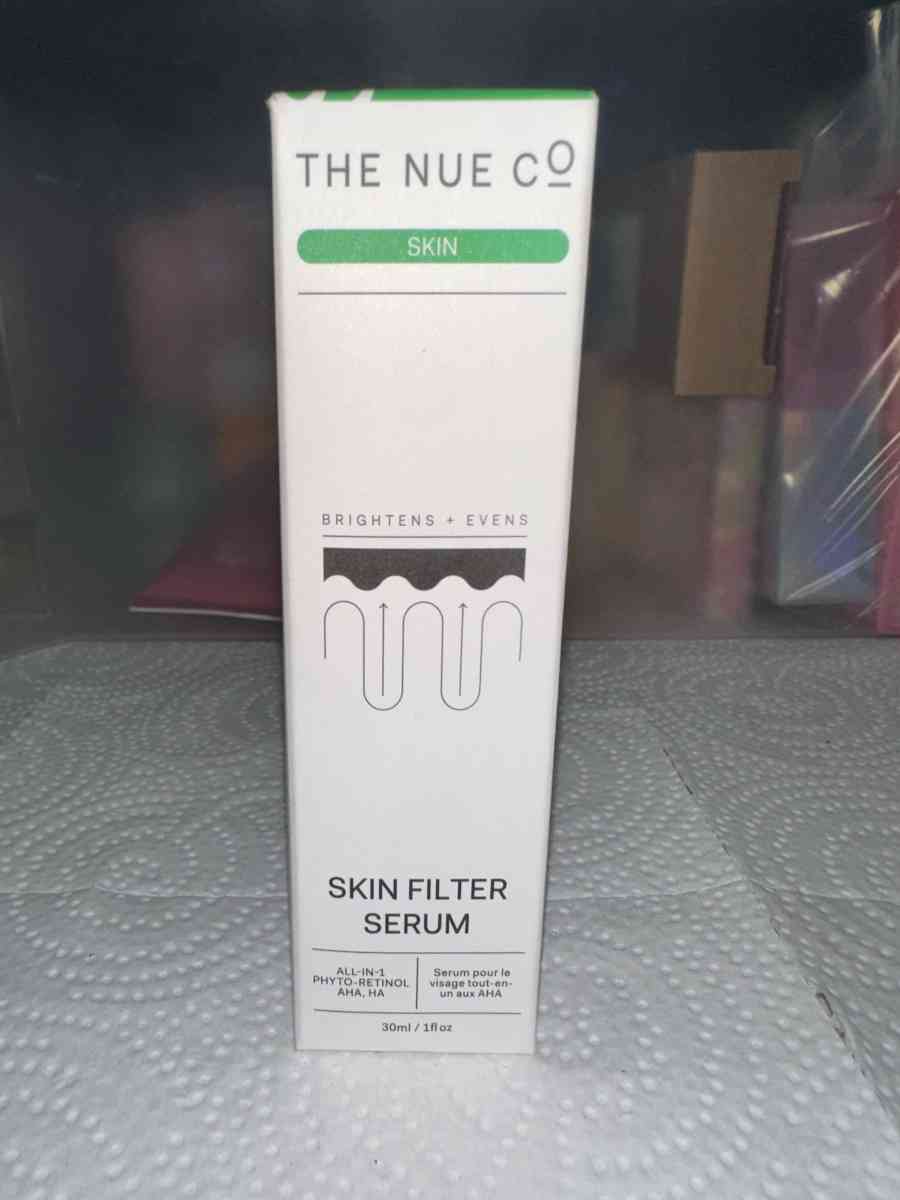 THE NUE CO
SKIN
BRIGHTENS + EVENS
SKIN FILTER
SERUM
ALL-IN-1
PHYTO-RETINOL
AHA, HA
Serum pour le
visage tout-en-
un aux AHA
30ml / 1fl oz